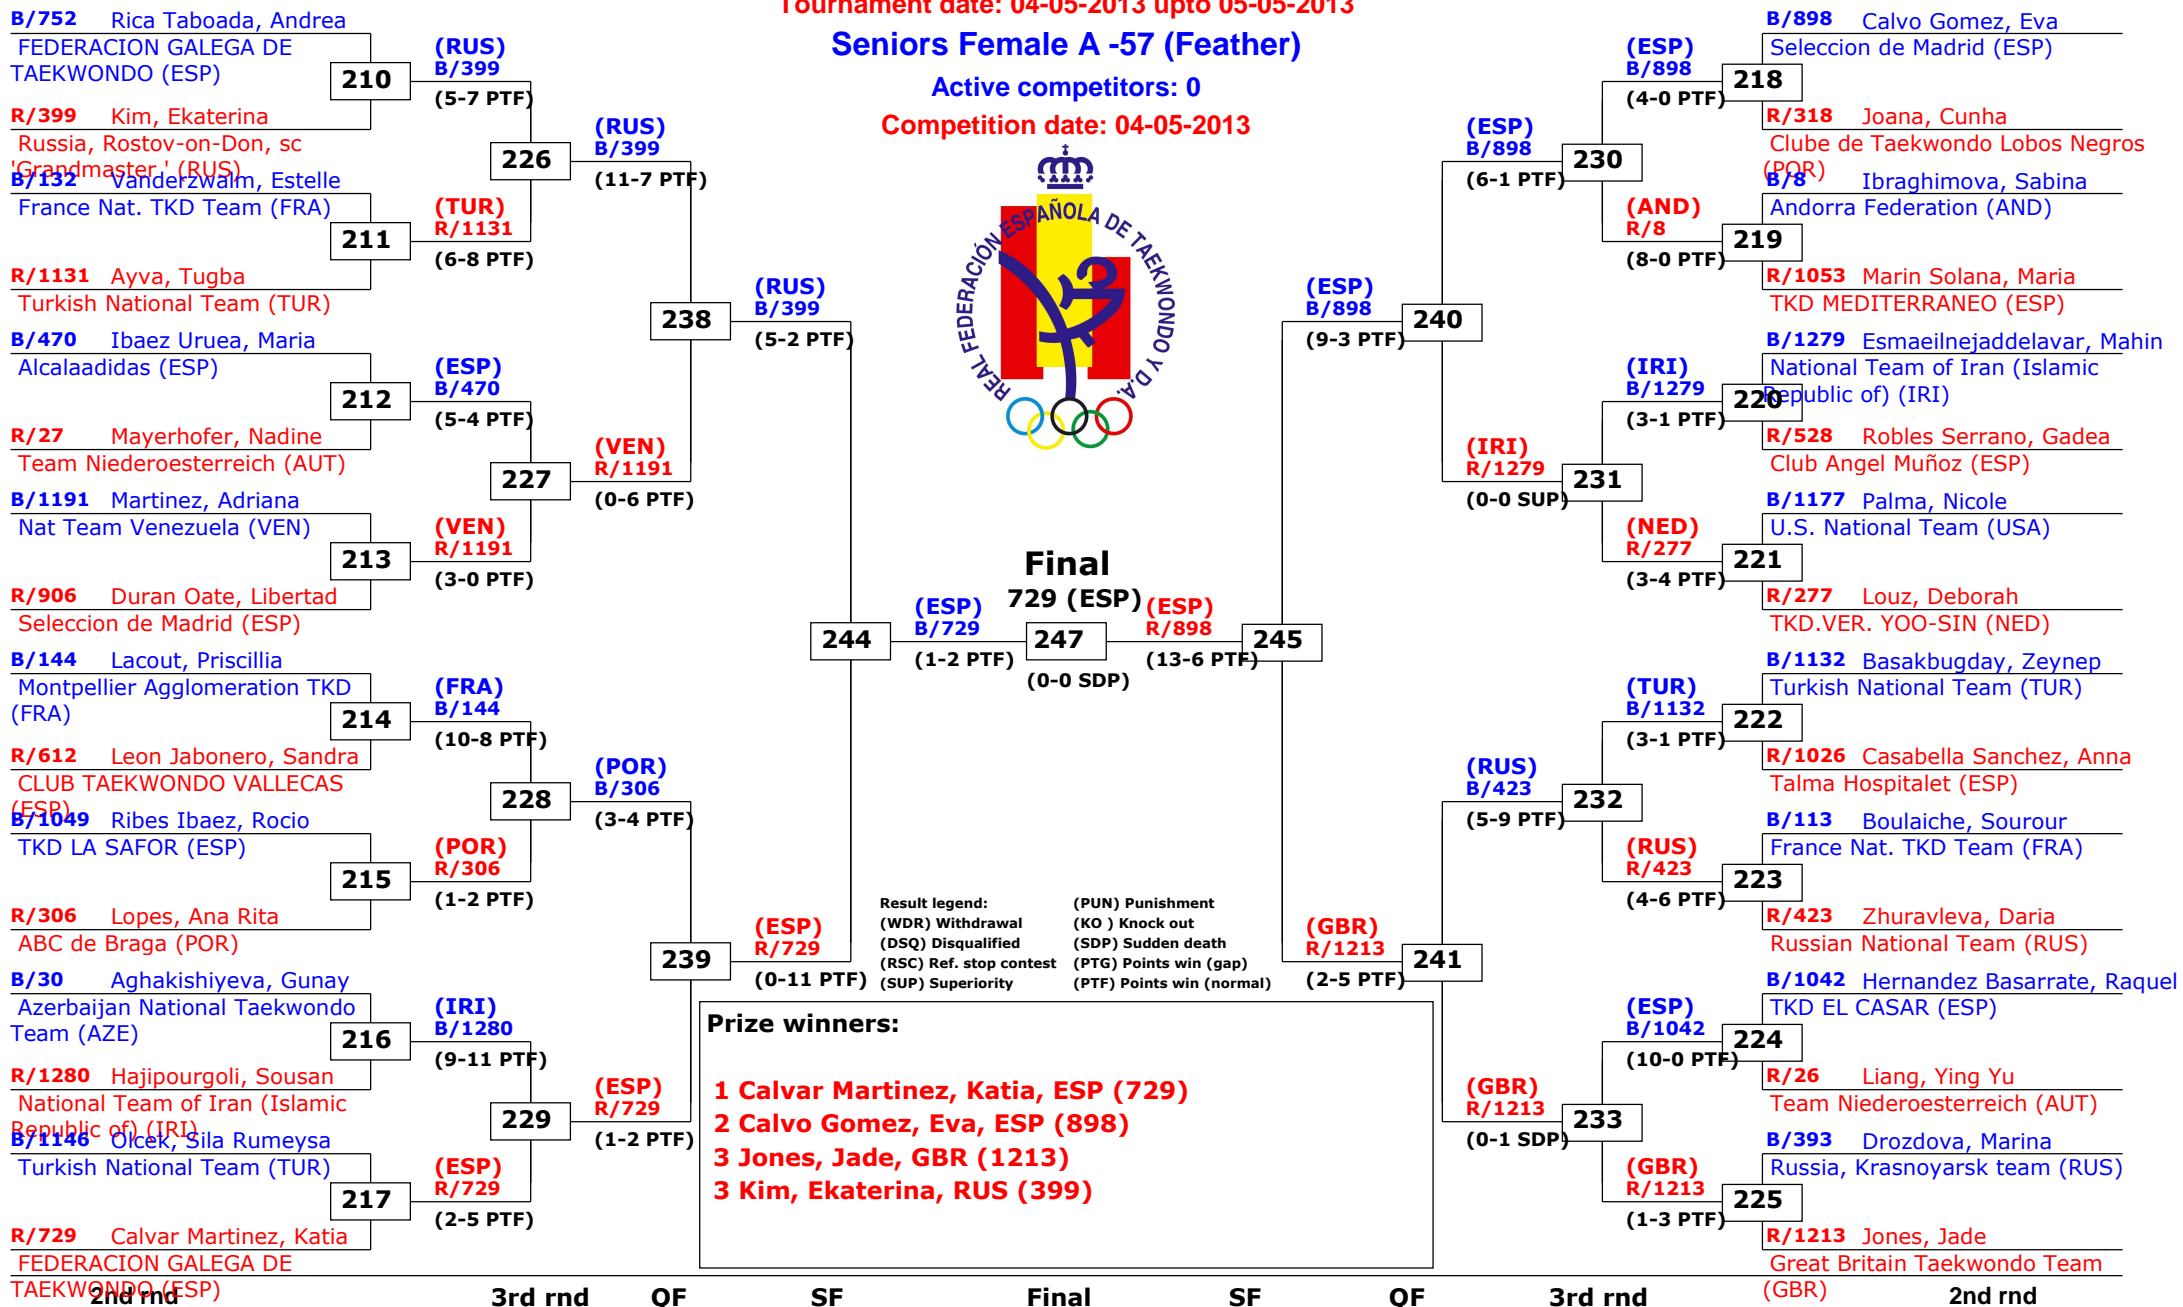 Tournament date: 04-05-2013 upto 05-05-2013
Seniors Female A -57 (Feather)
Active competitors: 0
Competition date: 04-05-2013
REAL FEDERACIÓN ESPAÑOLA DE TAEKWONDO Y D.A.
B/752 Rica Taboada, Andrea
FEDERACION GALEGA DE
TAEKWONDO (ESP)
210
R/399 Kim, Ekaterina
Russia, Rostov-on-Don, sc
'Grandmaster ' (RUS)
B/132 Vanderzwalm, Estelle
France Nat. TKD Team (FRA)
211
R/1131 Ayva, Tugba
Turkish National Team (TUR)
B/470 Ibaez Uruea, Maria
Alcalaadidas (ESP)
212
R/27 Mayerhofer, Nadine
Team Niederoesterreich (AUT)
B/1191 Martinez, Adriana
Nat Team Venezuela (VEN)
213
R/906 Duran Oate, Libertad
Seleccion de Madrid (ESP)
B/144 Lacout, Priscillia
Montpellier Agglomeration TKD
(FRA)
214
R/612 Leon Jabonero, Sandra
CLUB TAEKWONDO VALLECAS
(ESP)
B/1049 Ribes Ibaez, Rocio
TKD LA SAFOR (ESP)
215
R/306 Lopes, Ana Rita
ABC de Braga (POR)
B/30 Aghakishiyeva, Gunay
Azerbaijan National Taekwondo
Team (AZE)
216
R/1280 Hajipourgoli, Sousan
National Team of Iran (Islamic
Republic of) (IRI)
B/1146 Olcek, Sila Rumeysa
Turkish National Team (TUR)
217
R/729 Calvar Martinez, Katia
FEDERACION GALEGA DE
TAEKWONDO (ESP)
(RUS)
B/399
(5-7 PTF)
226
(TUR)
R/1131
(6-8 PTF)
(ESP)
B/470
(5-4 PTF)
227
(VEN)
R/1191
(3-0 PTF)
(FRA)
B/144
(10-8 PTF)
228
(POR)
R/306
(1-2 PTF)
(IRI)
B/1280
(9-11 PTF)
229
(ESP)
R/729
(2-5 PTF)
(RUS)
B/399
(11-7 PTF)
238
(VEN)
R/1191
(0-6 PTF)
(POR)
B/306
(3-4 PTF)
239
(ESP)
R/729
(1-2 PTF)
(RUS)
B/399
(5-2 PTF)
244
(ESP)
R/729
(0-11 PTF)
(ESP)
B/729
(1-2 PTF)
Final
729 (ESP)
247
(0-0 SDP)
(ESP)
R/898
(13-6 PTF)
245
(ESP)
B/898
(9-3 PTF)
240
(GBR)
R/1213
(2-5 PTF)
241
(ESP)
B/898
(6-1 PTF)
230
(IRI)
R/1279
(0-0 SUP)
231
(RUS)
B/423
(5-9 PTF)
232
(GBR)
R/1213
(0-1 SDP)
233
(ESP)
B/898
(4-0 PTF)
(AND)
R/8
(8-0 PTF)
(IRI)
B/1279
(3-1 PTF)
(NED)
R/277
(3-4 PTF)
(TUR)
B/1132
(3-1 PTF)
(RUS)
R/423
(4-6 PTF)
(ESP)
B/1042
(10-0 PTF)
(GBR)
R/1213
(1-3 PTF)
B/898 Calvo Gomez, Eva
Seleccion de Madrid (ESP)
218
R/318 Joana, Cunha
Clube de Taekwondo Lobos Negros
(POR)
B/8 Ibraghimova, Sabina
Andorra Federation (AND)
219
R/1053 Marin Solana, Maria
TKD MEDITERRANEO (ESP)
B/1279 Esmaeilnejaddelavar, Mahin
National Team of Iran (Islamic
Republic of) (IRI)
220
R/528 Robles Serrano, Gadea
Club Angel Muñoz (ESP)
B/1177 Palma, Nicole
U.S. National Team (USA)
221
R/277 Louz, Deborah
TKD.VER. YOO-SIN (NED)
B/1132 Basakbugday, Zeynep
Turkish National Team (TUR)
222
R/1026 Casabella Sanchez, Anna
Talma Hospitalet (ESP)
B/113 Boulaiche, Sourour
France Nat. TKD Team (FRA)
223
R/423 Zhuravleva, Daria
Russian National Team (RUS)
B/1042 Hernandez Basarrate, Raquel
TKD EL CASAR (ESP)
224
R/26 Liang, Ying Yu
Team Niederoesterreich (AUT)
B/393 Drozdova, Marina
Russia, Krasnoyarsk team (RUS)
225
R/1213 Jones, Jade
Great Britain Taekwondo Team
(GBR)
Result legend: (PUN) Punishment
(WDR) Withdrawal (KO ) Knock out
(DSQ) Disqualified (SDP) Sudden death
(RSC) Ref. stop contest (PTG) Points win (gap)
(SUP) Superiority (PTF) Points win (normal)
Prize winners:
1 Calvar Martinez, Katia, ESP (729)
2 Calvo Gomez, Eva, ESP (898)
3 Jones, Jade, GBR (1213)
3 Kim, Ekaterina, RUS (399)
2nd rnd 3rd rnd QF SF Final SF QF 3rd rnd 2nd rnd